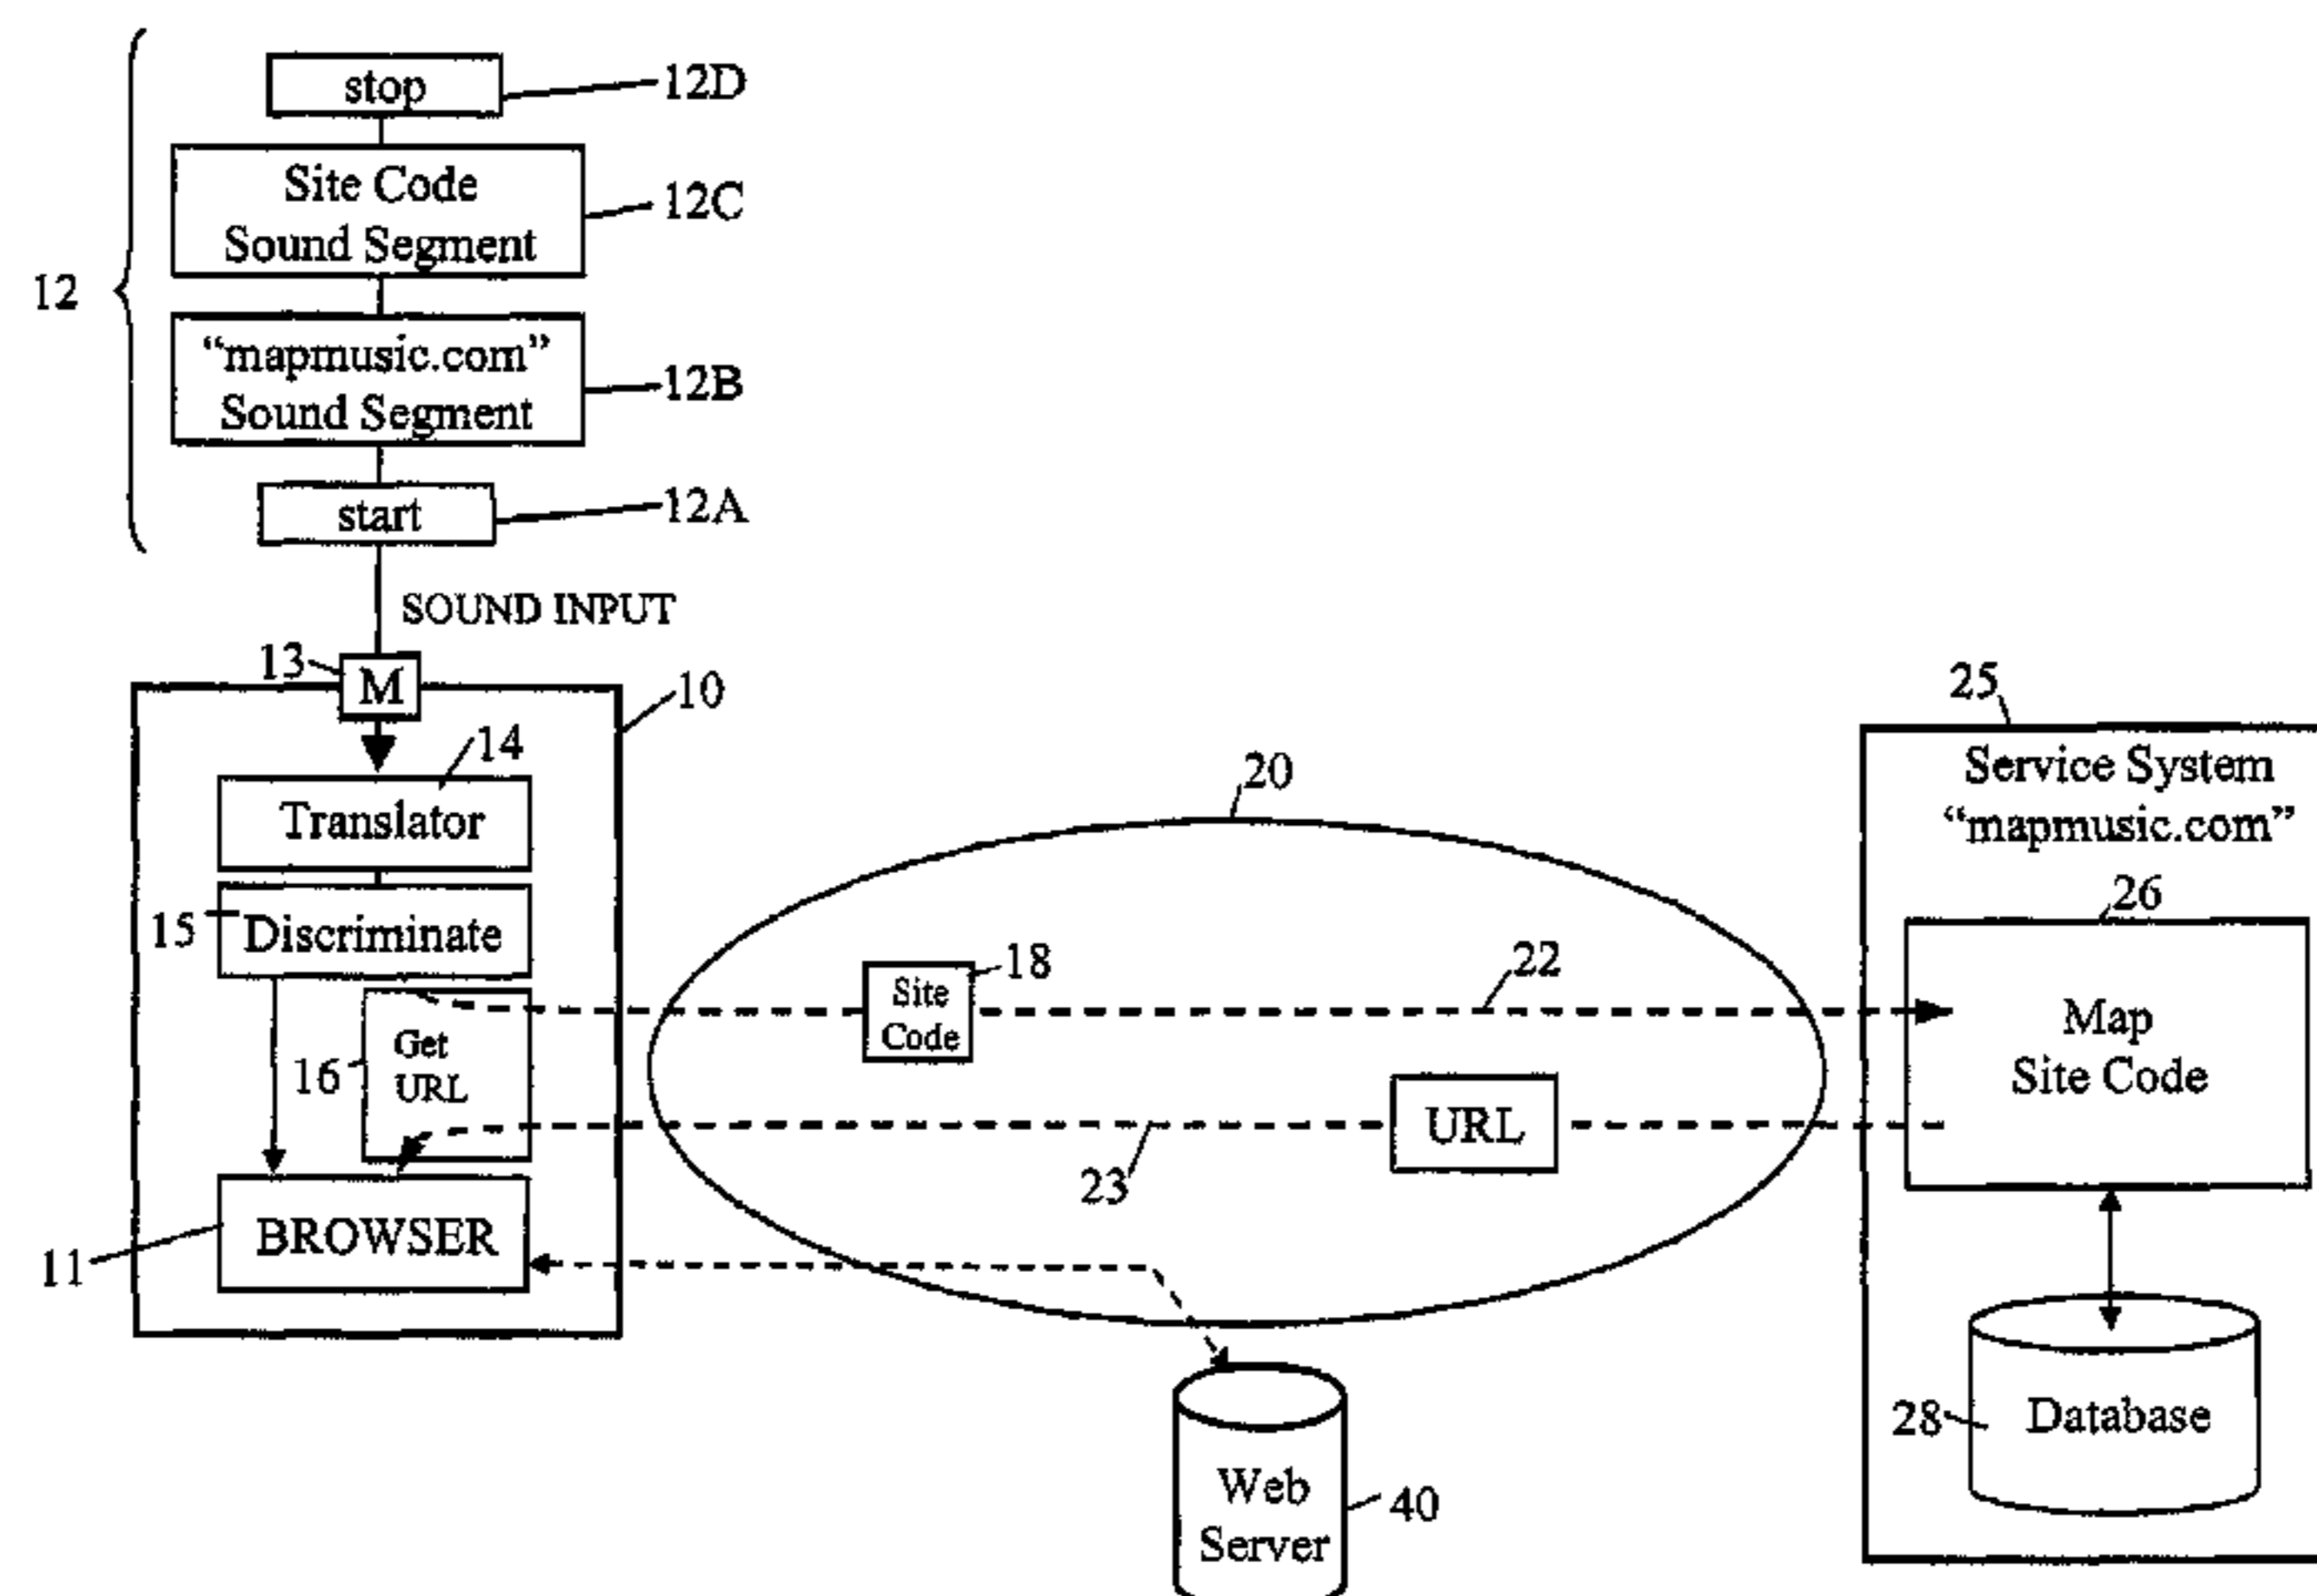 stop
12D
Site Code
Sound Segment
12C
12
“mapmusic.com”
Sound Segment
12B
start
12A
SOUND INPUT
13
M
10
14
Translator
15
Discriminate
16
Get
URL
11
BROWSER
20
18
Site
Code
22
URL
23
Web
Server
40
25
Service System
“mapmusic.com”
26
Map
Site Code
28
Database